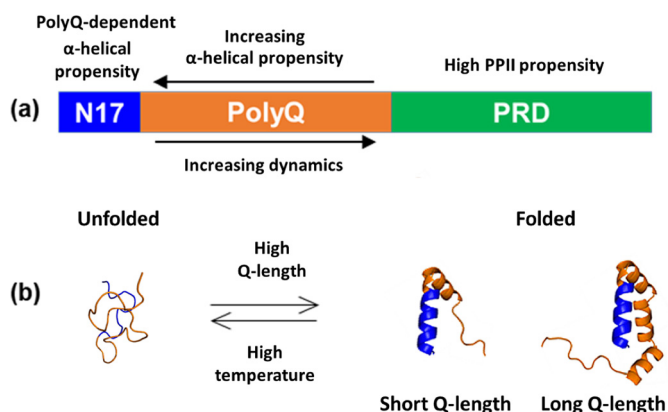 PolyQ-dependent
α-helical
propensity
Increasing
α-helical propensity
High PPII propensity
(a)
N17
PolyQ
PRD
Increasing dynamics
Unfolded
Folded
(b)
High
Q-length
High
temperature
Short Q-length
Long Q-length